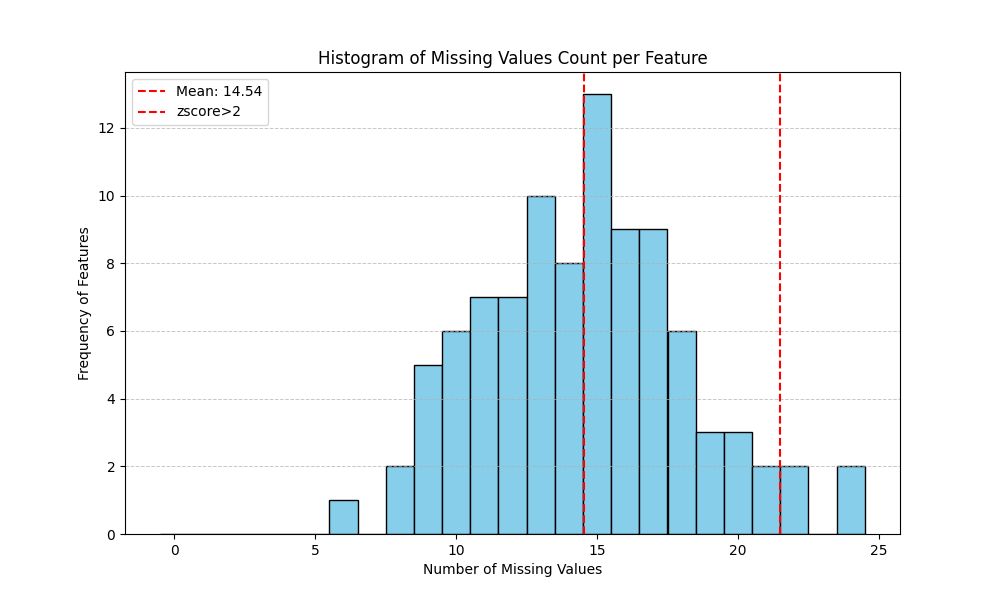 Histogram of Missing Values Count per Feature
Mean: 14.54
zscore>2
Frequency of Features
12
10
8
6
4
2
0
0 5 10 15 20 25
Number of Missing Values